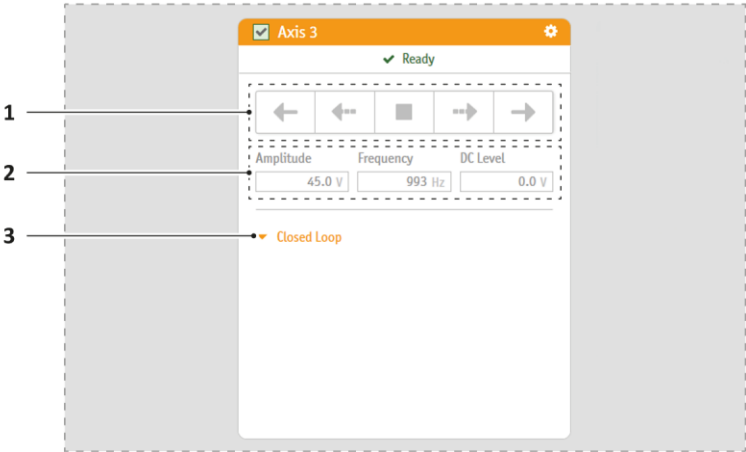 Axis 3
Ready
1
Amplitude Frequency DC Level
2
45.0 V 993 Hz 0.0 V
3
Closed Loop